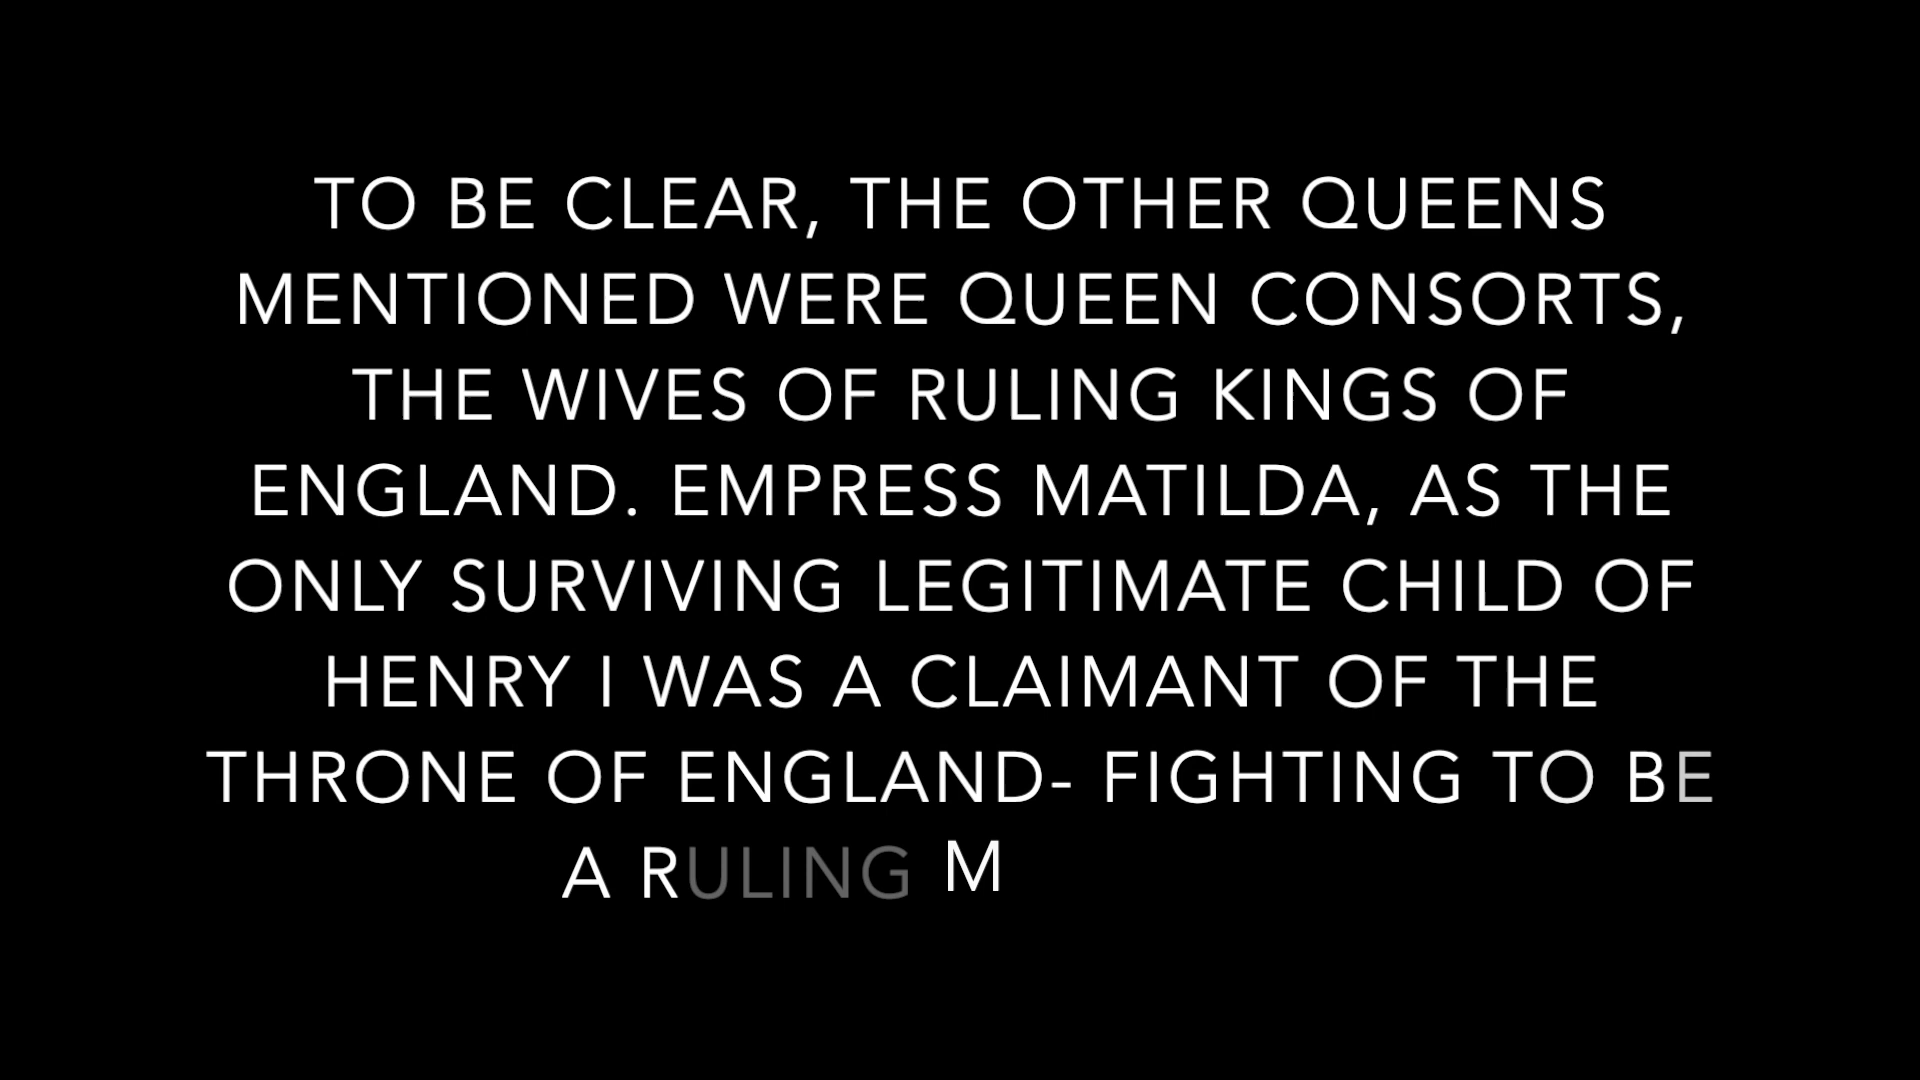 TO BE CLEAR, THE OTHER QUEENS
MENTIONED WERE QUEEN CONSORTS,
THE WIVES OF RULING KINGS OF
ENGLAND. EMPRESS MATILDA, AS THE
ONLY SURVIVING LEGITIMATE CHILD OF
HENRY I WAS A CLAIMANT OF THE
THRONE OF ENGLAND- FIGHTING TO BE
A RULING M